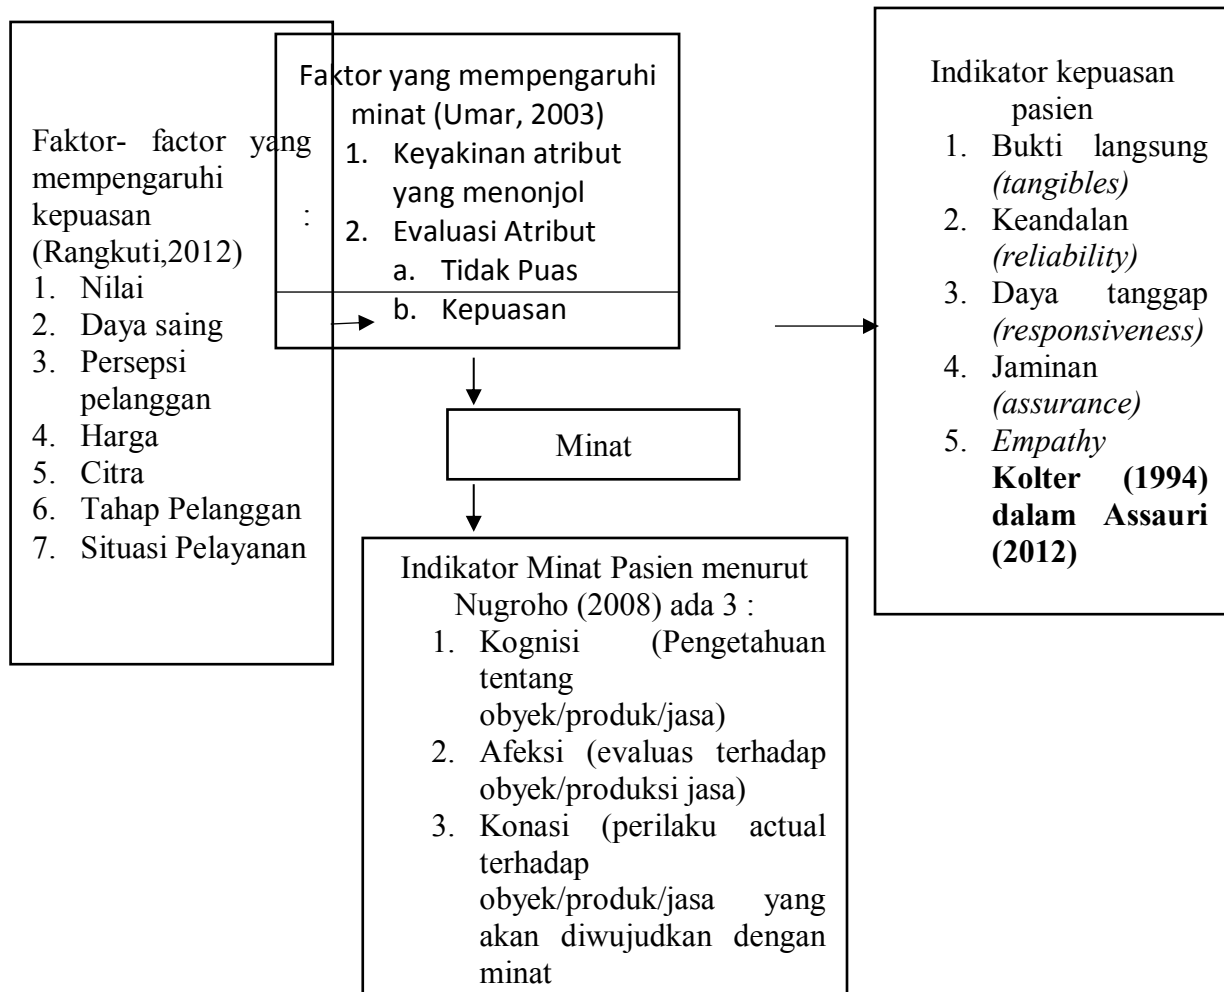 Faktor- factor yang
mempengaruhi
kepuasan :
(Rangkuti,2012)
1. Nilai
2. Daya saing
3. Persepsi
pelanggan
4. Harga
5. Citra
6. Tahap Pelanggan
7. Situasi Pelayanan
Faktor yang mempengaruhi
minat (Umar, 2003)
1. Keyakinan atribut
yang menonjol
2. Evaluasi Atribut
a. Tidak Puas
b. Kepuasan
Minat
Indikator Minat Pasien menurut
Nugroho (2008) ada 3 :
1. Kognisi (Pengetahuan
tentang
obyek/produk/jasa)
2. Afeksi (evaluas terhadap
obyek/produksi jasa)
3. Konasi (perilaku actual
terhadap
obyek/produk/jasa yang
akan diwujudkan dengan
minat
Indikator kepuasan
pasien
1. Bukti langsung
(tangibles)
2. Keandalan
(reliability)
3. Daya tanggap
(responsiveness)
4. Jaminan
(assurance)
5. Empathy
Kolter (1994)
dalam Assauri
(2012)